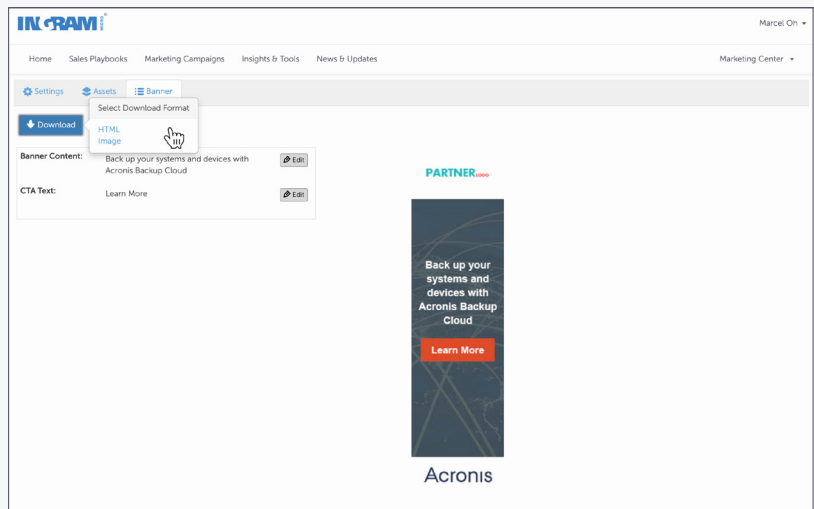 INGRAM MICRO®
Marcel Oh
Home Sales Playbooks Marketing Campaigns Insights & Tools News & Updates Marketing Center
Settings Assets Banner
Select Download Format
Download
HTML
Image
Banner Content: Back up your systems and devices with Edit
Acronis Backup Cloud
CTA Text: Learn More Edit
PARTNER LOGO
Back up your
systems and
devices with
Acronis Backup
Cloud
Learn More
Acronis